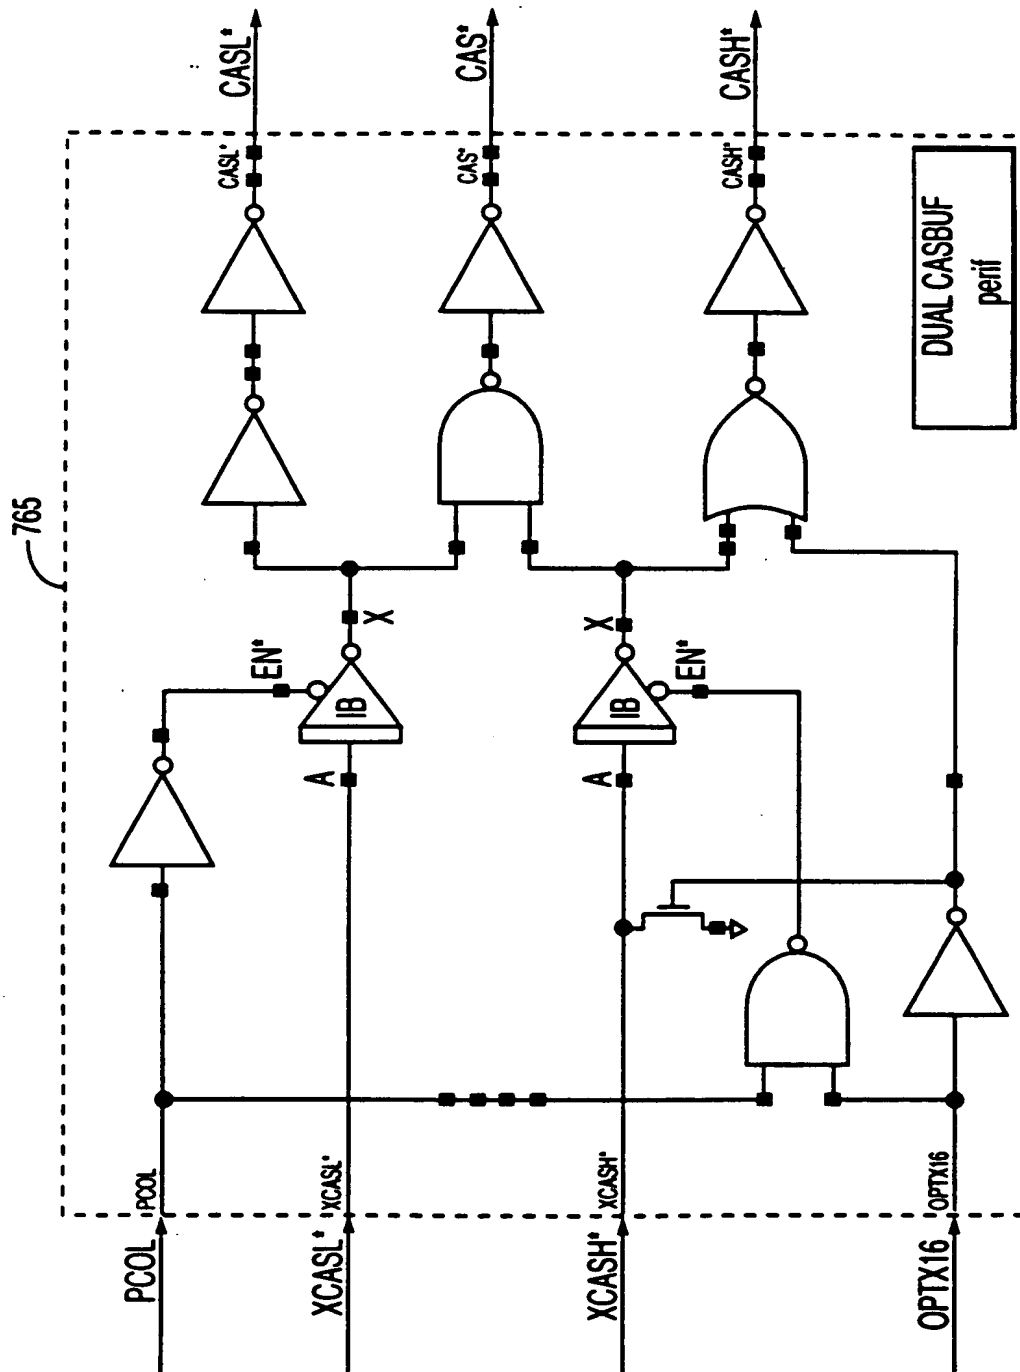 765
CASL*
CAS*
CASH*
CASL*
CAS*
CASH*
DUAL CASBUF
perif
EN*
X
IB
A
X
EN*
IB
A
PCOL
XCASL*
XCASH*
OPTX16
PCOL
XCASL*
XCASH*
OPTX16